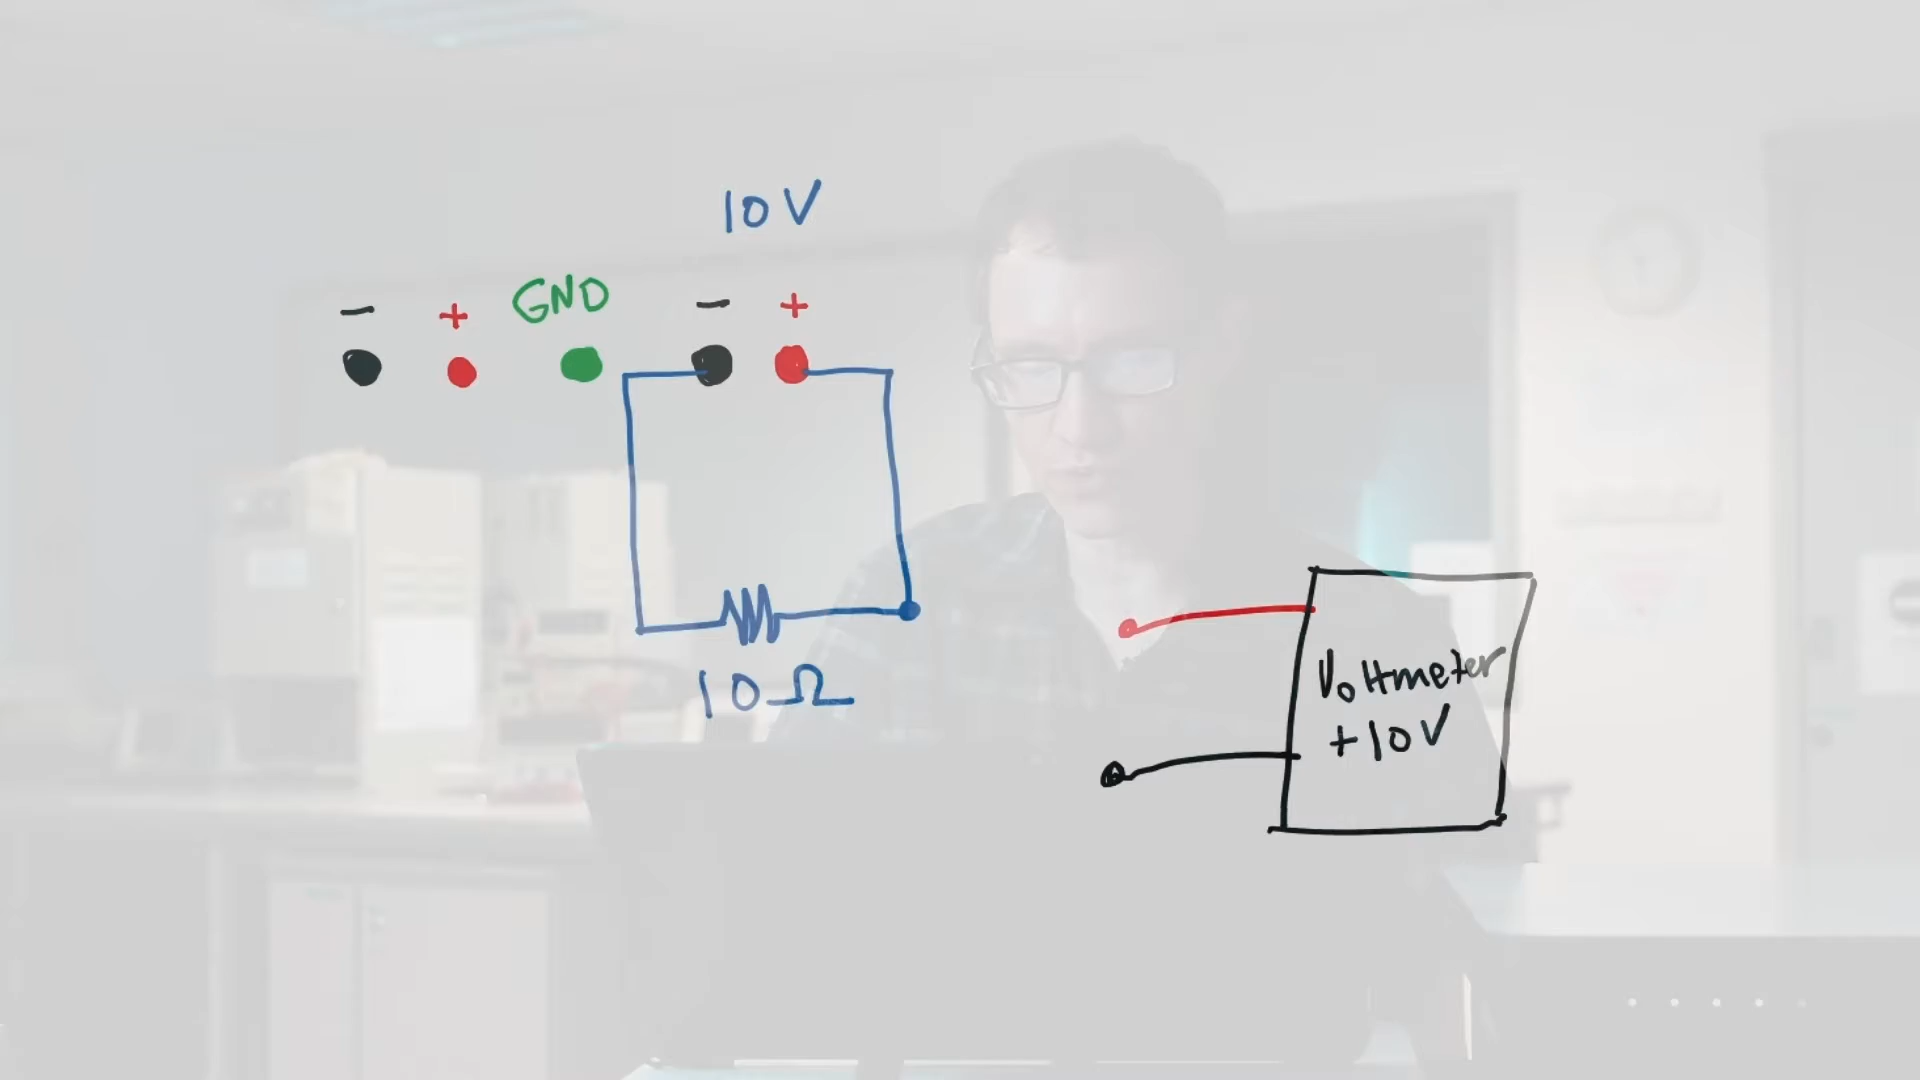 10V
- + GND - +
10Ω
Voltmeter
+10V